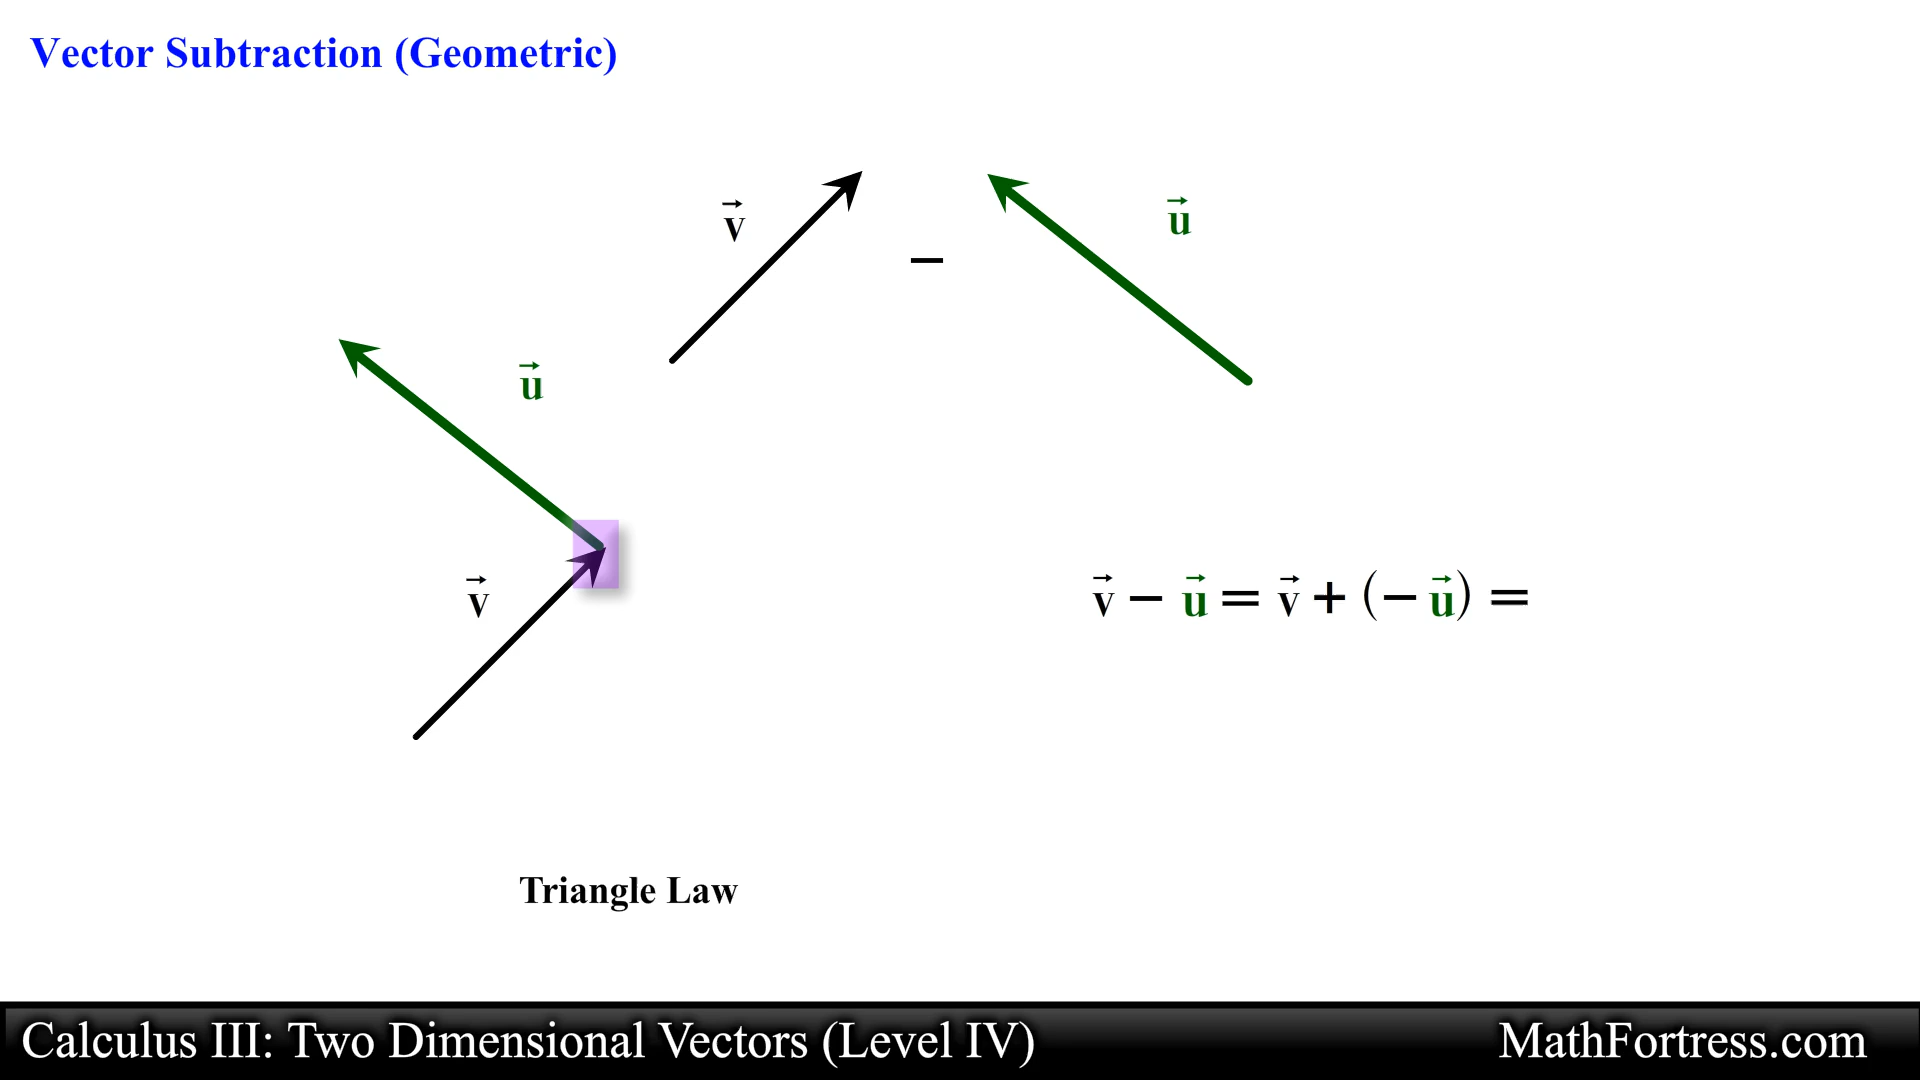 Vector Subtraction (Geometric)
v⃗
−
u⃗
u⃗
v⃗
v⃗ − u⃗ = v⃗ + (− u⃗) =
Triangle Law
Calculus III: Two Dimensional Vectors (Level IV)
MathFortress.com